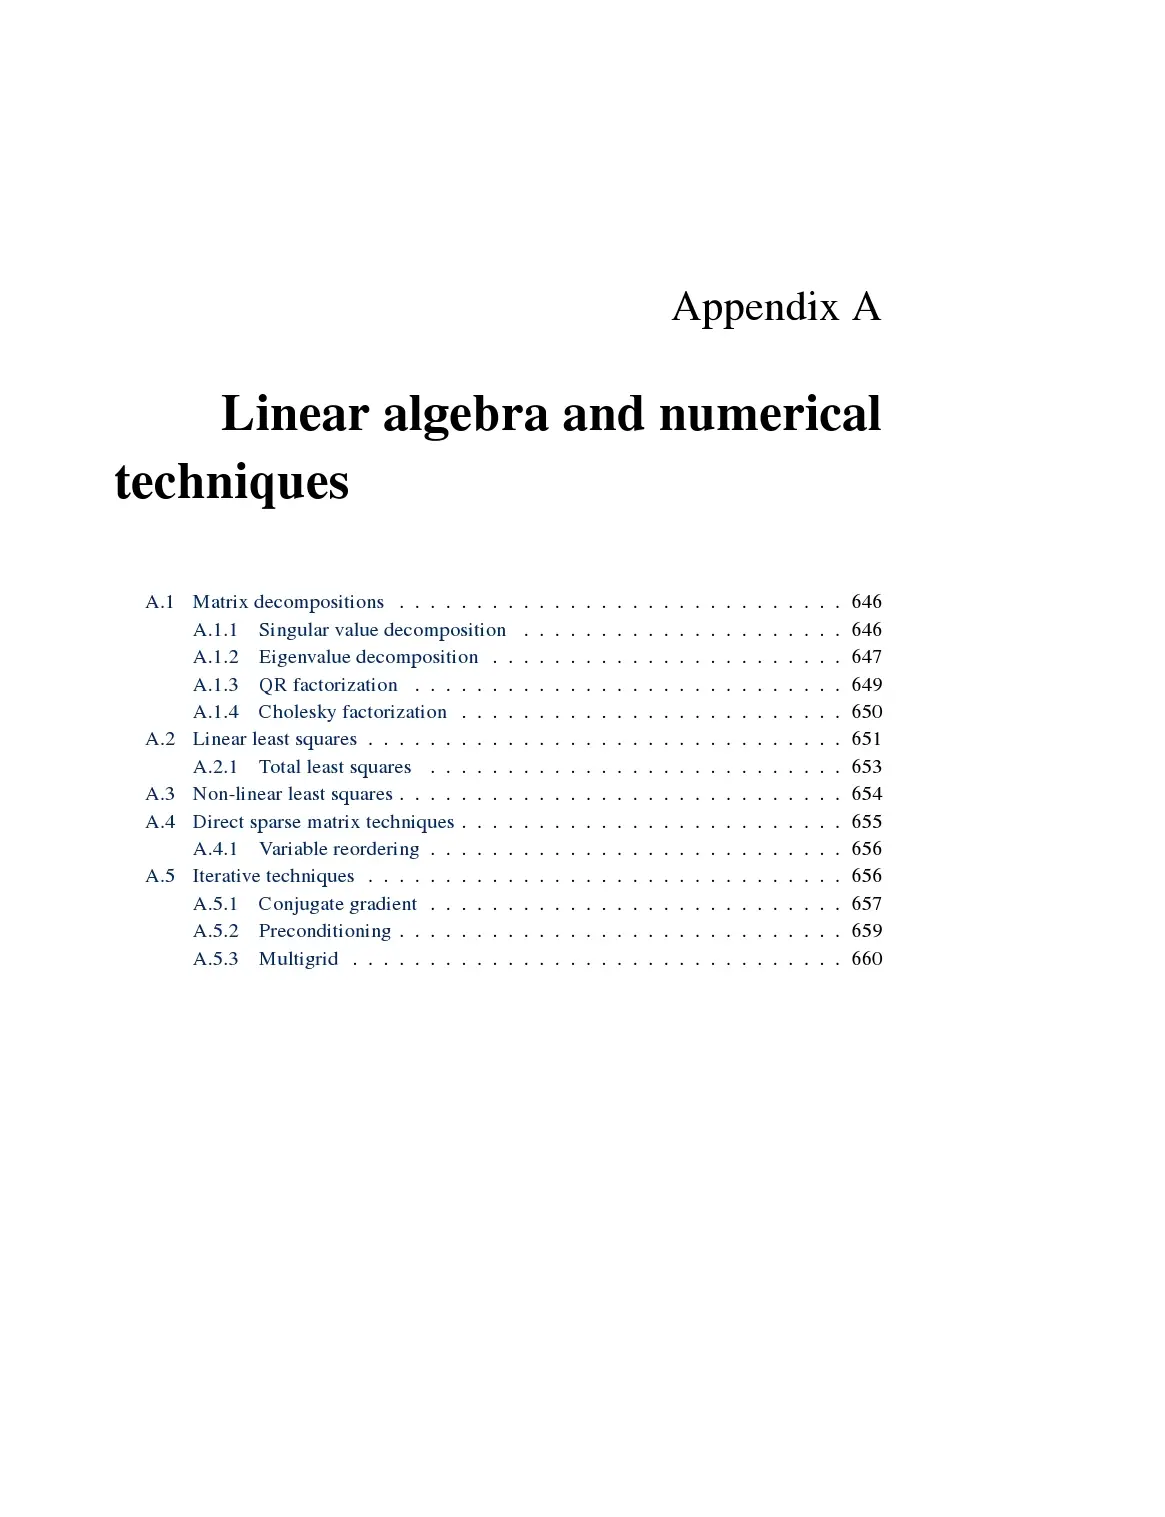 Appendix A
Linear algebra and numerical
techniques
A.1 Matrix decompositions . . . . . . . . . . . . . . . . . . . . . . . . . . . . . 646
A.1.1 Singular value decomposition . . . . . . . . . . . . . . . . . . . . . 646
A.1.2 Eigenvalue decomposition . . . . . . . . . . . . . . . . . . . . . . . 647
A.1.3 QR factorization . . . . . . . . . . . . . . . . . . . . . . . . . . . . 649
A.1.4 Cholesky factorization . . . . . . . . . . . . . . . . . . . . . . . . . 650
A.2 Linear least squares . . . . . . . . . . . . . . . . . . . . . . . . . . . . . . . 651
A.2.1 Total least squares . . . . . . . . . . . . . . . . . . . . . . . . . . . 653
A.3 Non-linear least squares . . . . . . . . . . . . . . . . . . . . . . . . . . . . . 654
A.4 Direct sparse matrix techniques . . . . . . . . . . . . . . . . . . . . . . . . . 655
A.4.1 Variable reordering . . . . . . . . . . . . . . . . . . . . . . . . . . . 656
A.5 Iterative techniques . . . . . . . . . . . . . . . . . . . . . . . . . . . . . . . 656
A.5.1 Conjugate gradient . . . . . . . . . . . . . . . . . . . . . . . . . . . 657
A.5.2 Preconditioning . . . . . . . . . . . . . . . . . . . . . . . . . . . . . 659
A.5.3 Multigrid . . . . . . . . . . . . . . . . . . . . . . . . . . . . . . . . 660